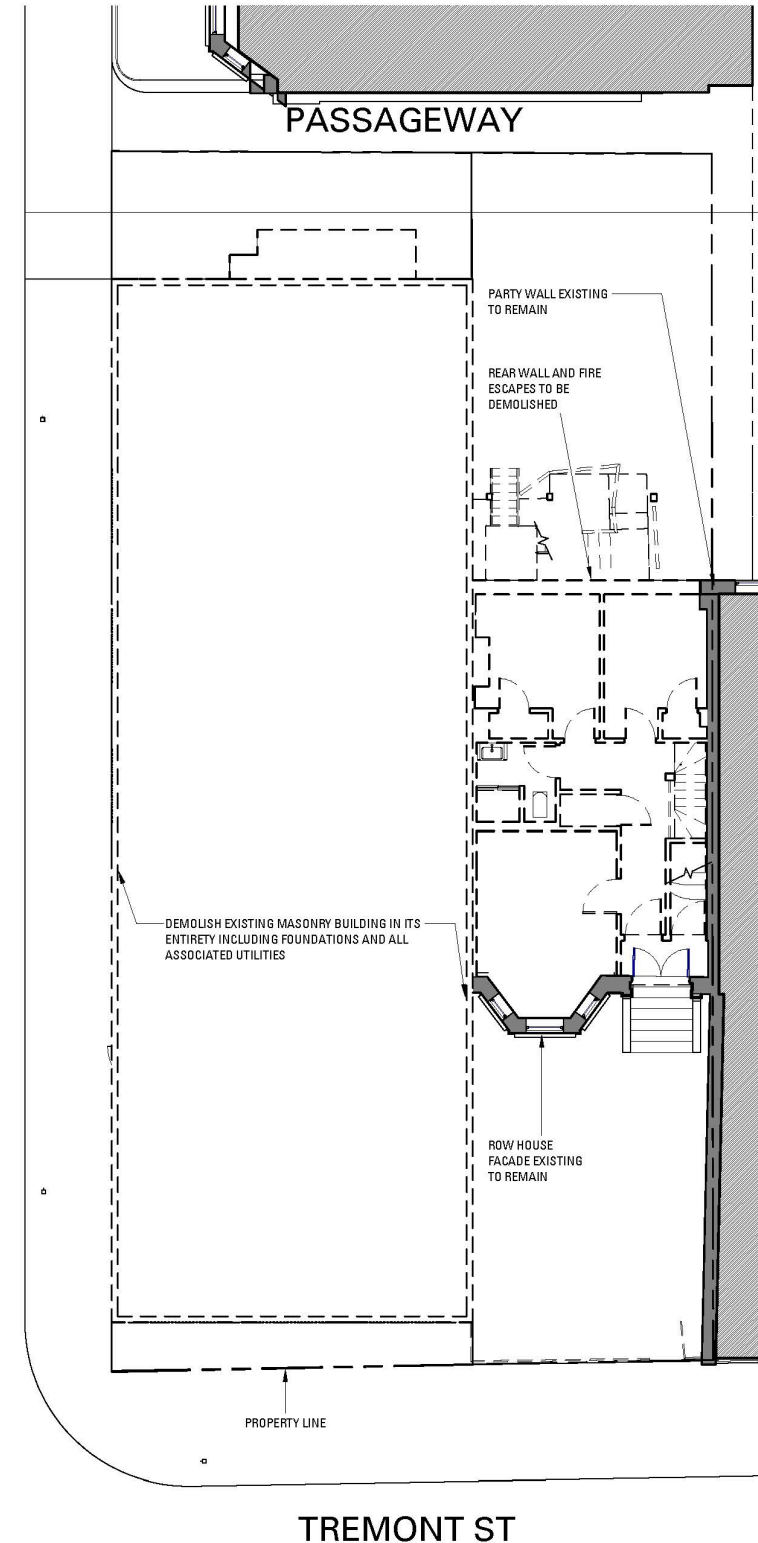 PASSAGEWAY
PARTY WALL EXISTING
TO REMAIN
REAR WALL AND FIRE
ESCAPES TO BE
DEMOLISHED
DEMOLISH EXISTING MASONRY BUILDING IN ITS
ENTIRETY INCLUDING FOUNDATIONS AND ALL
ASSOCIATED UTILITIES
ROW HOUSE
FACADE EXISTING
TO REMAIN
PROPERTY LINE
TREMONT ST